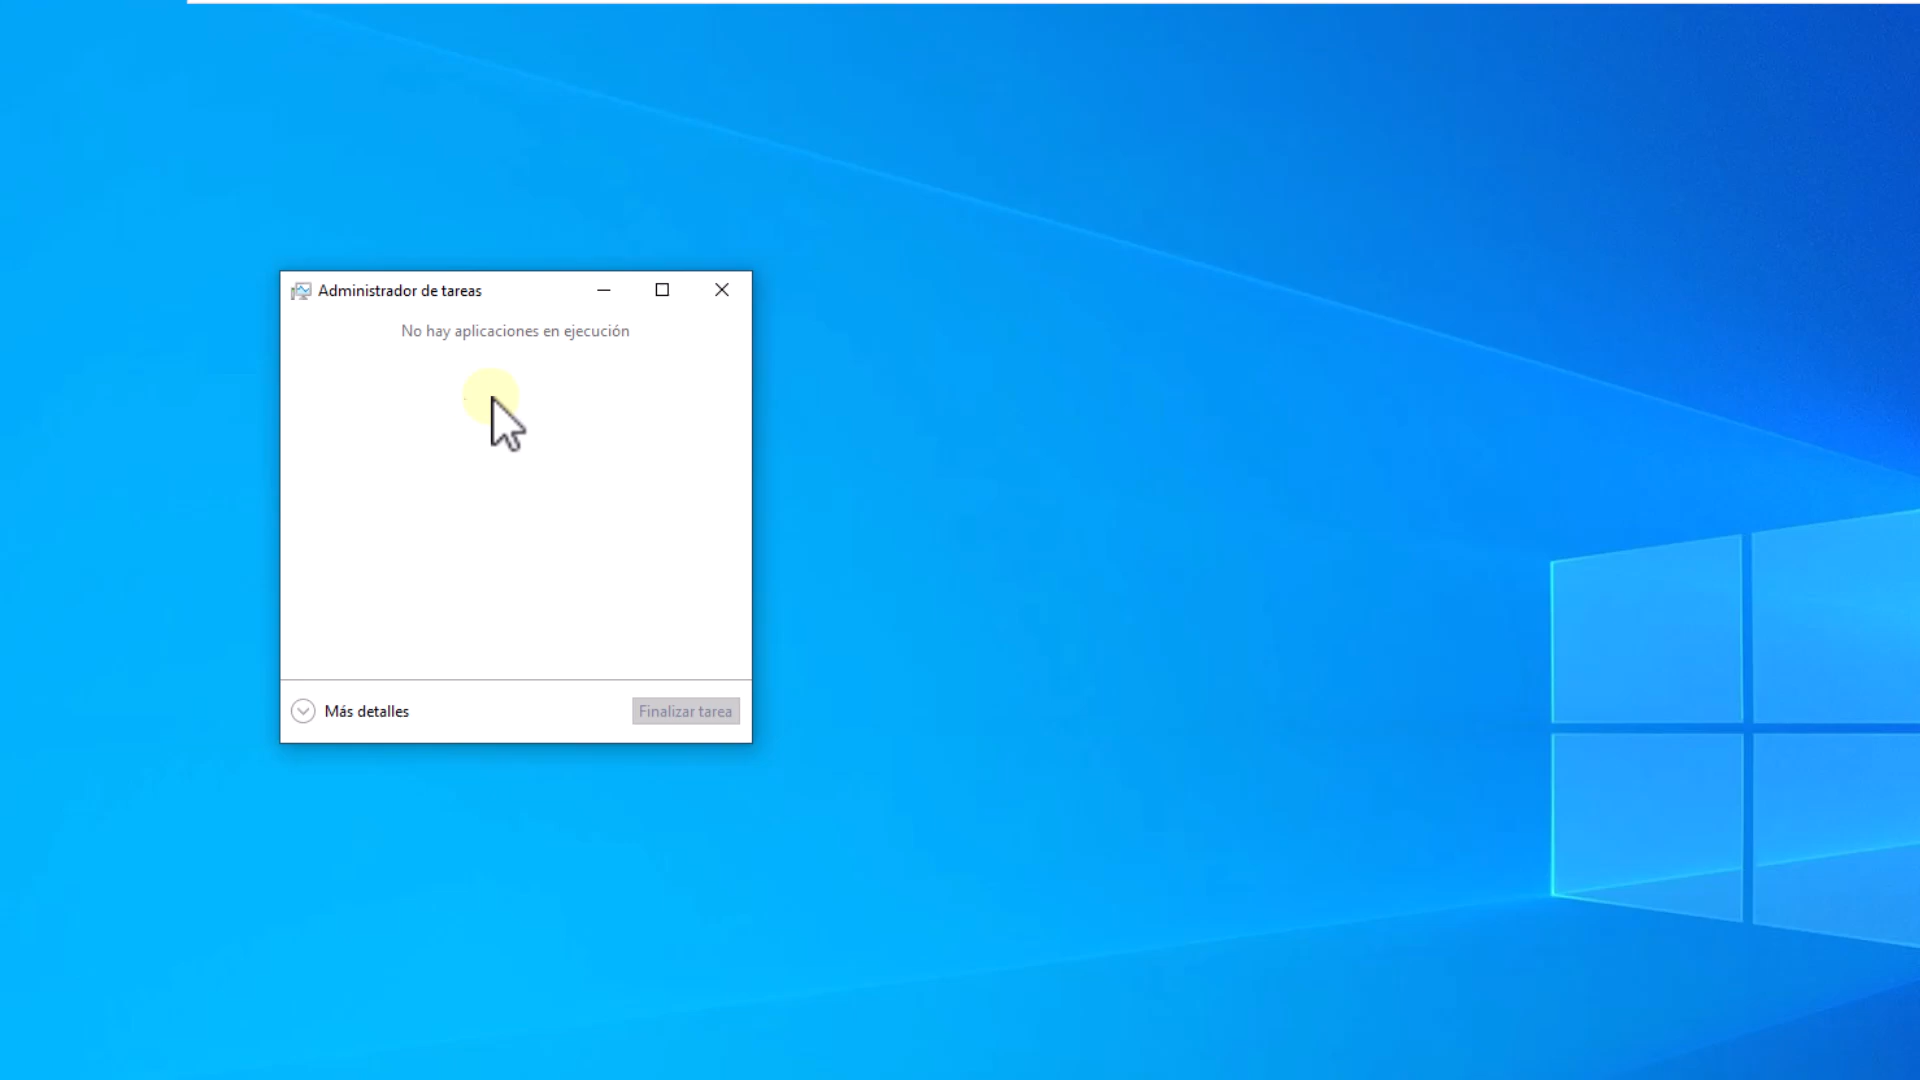 Administrador de tareas
No hay aplicaciones en ejecución
Más detalles
Finalizar tarea